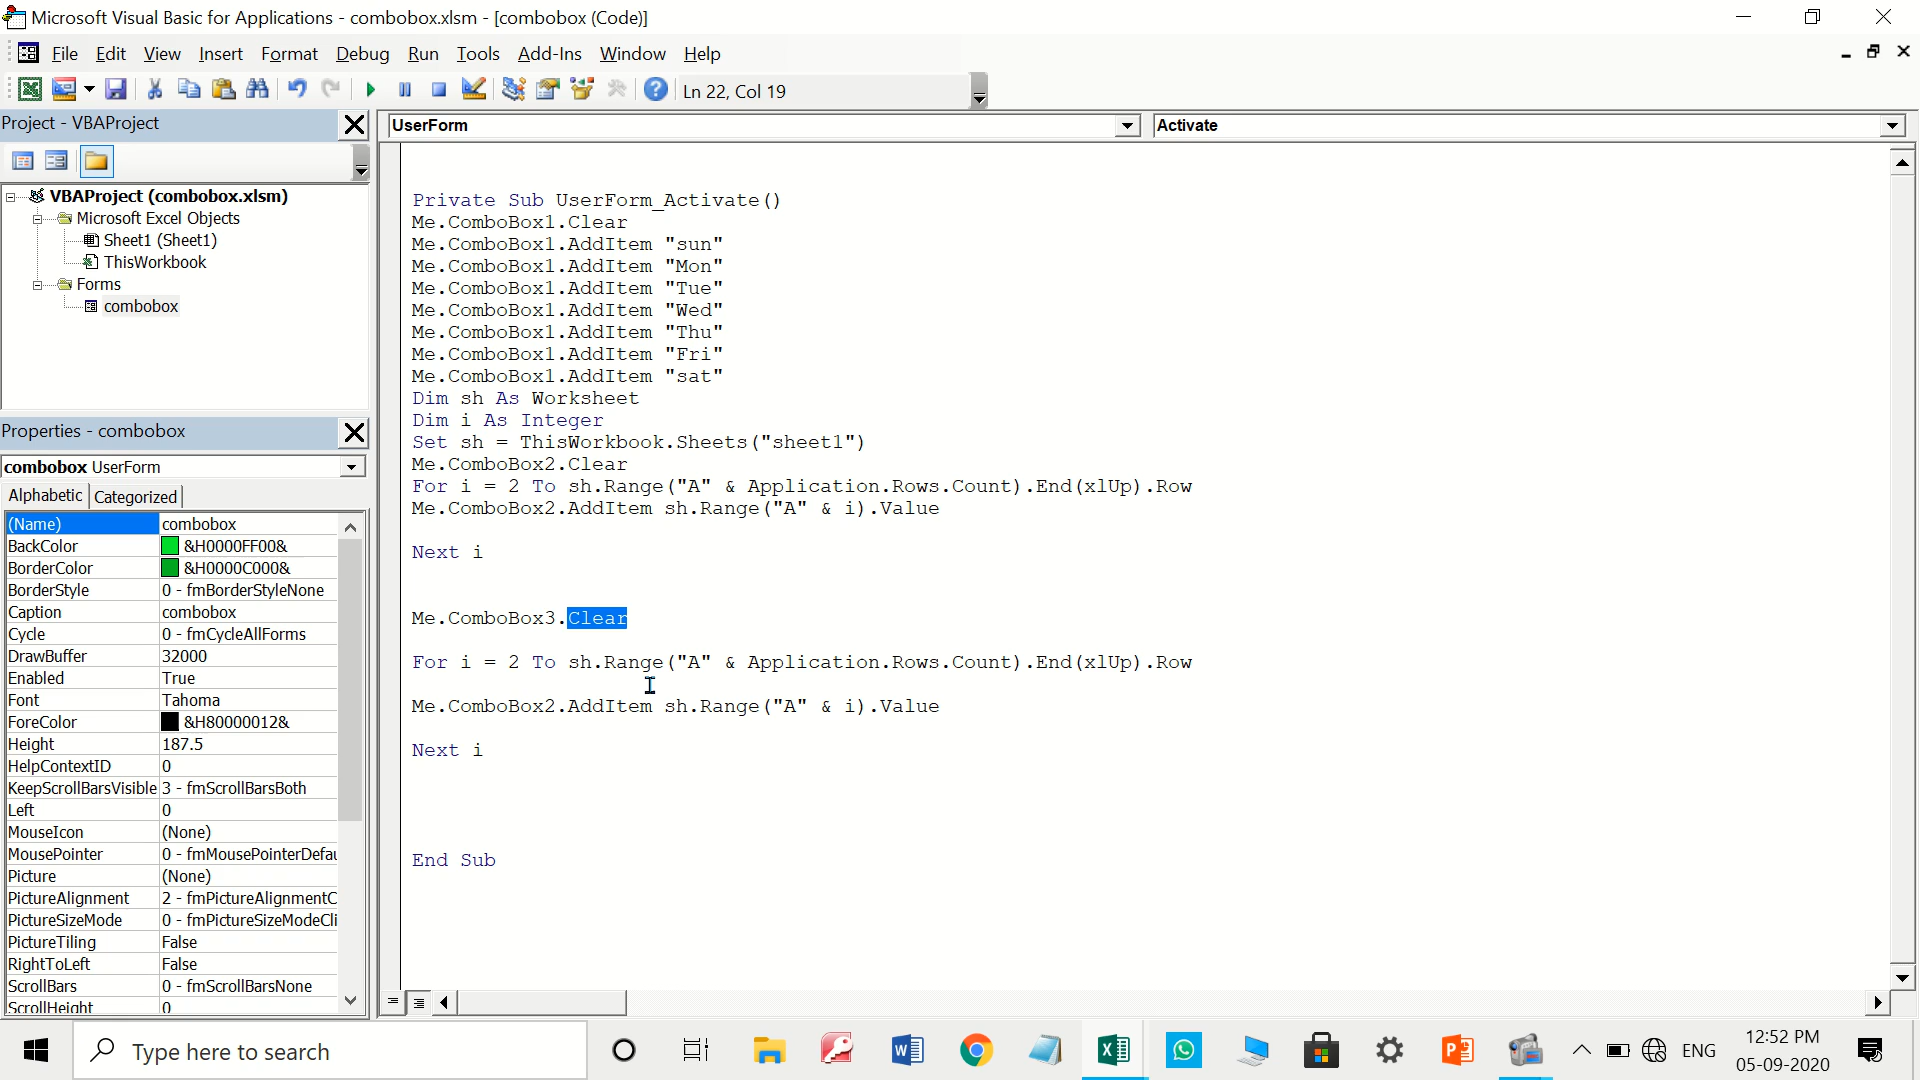 Microsoft Visual Basic for Applications - combobox.xlsm - [combobox (Code)]
File Edit View Insert Format Debug Run Tools Add-Ins Window Help
Ln 22, Col 19
Project - VBAProject
UserForm
Activate
VBAProject (combobox.xlsm)
Microsoft Excel Objects
Sheet1 (Sheet1)
ThisWorkbook
Forms
combobox
Properties - combobox
combobox UserForm
Alphabetic Categorized
(Name) combobox
BackColor &H0000FF00&
BorderColor &H0000C000&
BorderStyle 0 - fmBorderStyleNone
Caption combobox
Cycle 0 - fmCycleAllForms
DrawBuffer 32000
Enabled True
Font Tahoma
ForeColor &H80000012&
Height 187.5
HelpContextID 0
KeepScrollBarsVisible 3 - fmScrollBarsBoth
Left 0
MouseIcon (None)
MousePointer 0 - fmMousePointerDefau
Picture (None)
PictureAlignment 2 - fmPictureAlignmentC
PictureSizeMode 0 - fmPictureSizeModeCli
PictureTiling False
RightToLeft False
ScrollBars 0 - fmScrollBarsNone
ScrollHeight 0
Private Sub UserForm_Activate()
Me.ComboBox1.Clear
Me.ComboBox1.AddItem "sun"
Me.ComboBox1.AddItem "Mon"
Me.ComboBox1.AddItem "Tue"
Me.ComboBox1.AddItem "Wed"
Me.ComboBox1.AddItem "Thu"
Me.ComboBox1.AddItem "Fri"
Me.ComboBox1.AddItem "sat"
Dim sh As Worksheet
Dim i As Integer
Set sh = ThisWorkbook.Sheets("sheet1")
Me.ComboBox2.Clear
For i = 2 To sh.Range("A" & Application.Rows.Count).End(xlUp).Row
Me.ComboBox2.AddItem sh.Range("A" & i).Value
Next i
Me.ComboBox3.Clear
For i = 2 To sh.Range("A" & Application.Rows.Count).End(xlUp).Row
Me.ComboBox2.AddItem sh.Range("A" & i).Value
Next i
End Sub
Type here to search
ENG
12:52 PM
05-09-2020